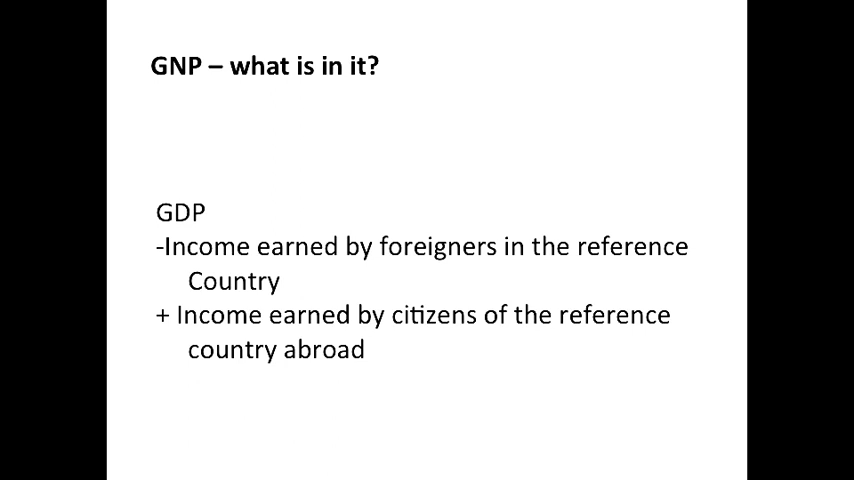 GNP – what is in it?
GDP
-Income earned by foreigners in the reference
Country
+ Income earned by citizens of the reference
country abroad